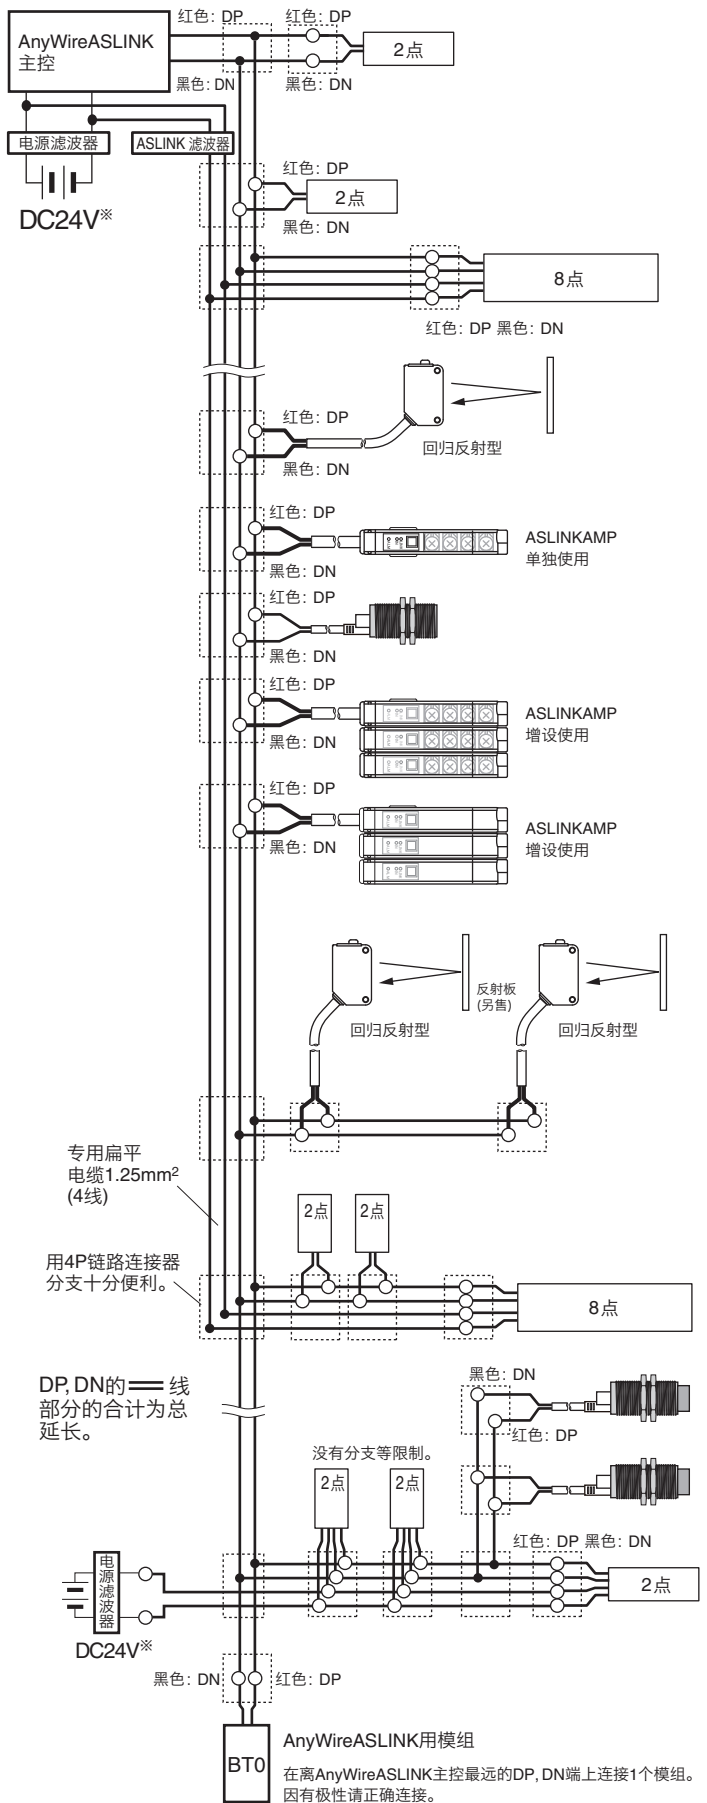 红色: DP
红色: DP
AnyWireASLINK
主控
2点
黑色: DN
黑色: DN
电源滤波器
ASLINK 滤波器
DC24V※
红色: DP
2点
黑色: DN
8点
红色: DP 黑色: DN
红色: DP
回归反射型
黑色: DN
红色: DP
ASLINKAMP
单独使用
黑色: DN
红色: DP
黑色: DN
红色: DP
ASLINKAMP
增设使用
黑色: DN
红色: DP
ASLINKAMP
增设使用
黑色: DN
反射板
(另售)
回归反射型
回归反射型
专用扁平
电缆1.25mm²
(4线)
2点
2点
用4P链路连接器
分支十分便利。
8点
黑色: DN
DP, DN的 线
部分的合计为总
延长。
红色: DP
没有分支等限制。
2点
2点
红色: DP 黑色: DN
电源滤波器
2点
DC24V※
黑色: DN
红色: DP
BT0
AnyWireASLINK用模组
在离AnyWireASLINK主控最远的DP, DN端上连接1个模组。
因有极性请正确连接。